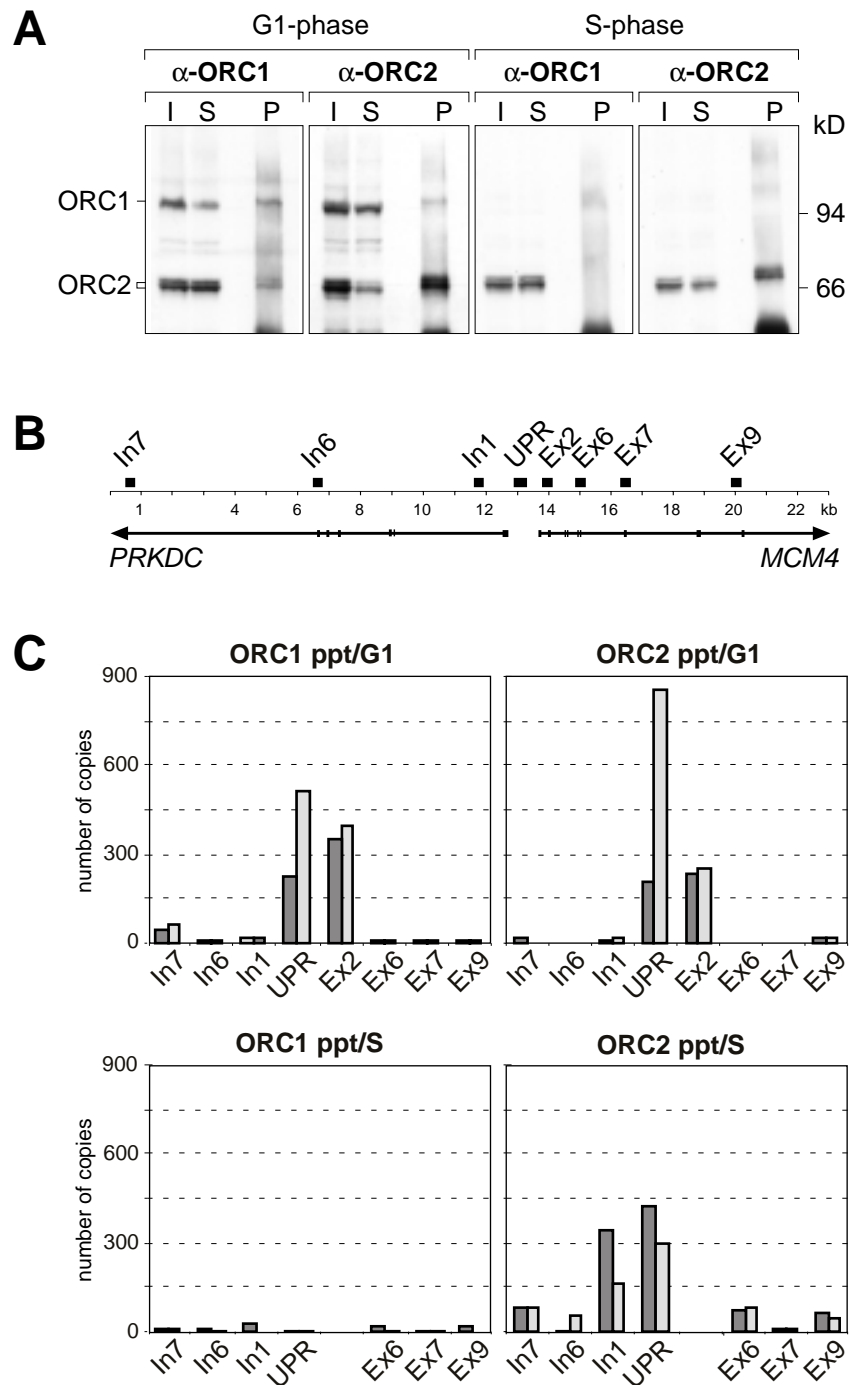 A
G1-phase S-phase
α-ORC1 α-ORC2 α-ORC1 α-ORC2
I S P I S P I S P I S P kD
ORC1 94
ORC2 66
B
In7 In6 In1 UPR Ex2 Ex6 Ex7 Ex9
1 4 6 8 10 12 14 16 18 20 22 kb
PRKDC MCM4
C
ORC1 ppt/G1 ORC2 ppt/G1
number of copies
900
600
300
0
In7 In6 In1 UPR Ex2 Ex6 Ex7 Ex9 In7 In6 In1 UPR Ex2 Ex6 Ex7 Ex9
ORC1 ppt/S ORC2 ppt/S
number of copies
900
600
300
0
In7 In6 In1 UPR Ex6 Ex7 Ex9 In7 In6 In1 UPR Ex6 Ex7 Ex9